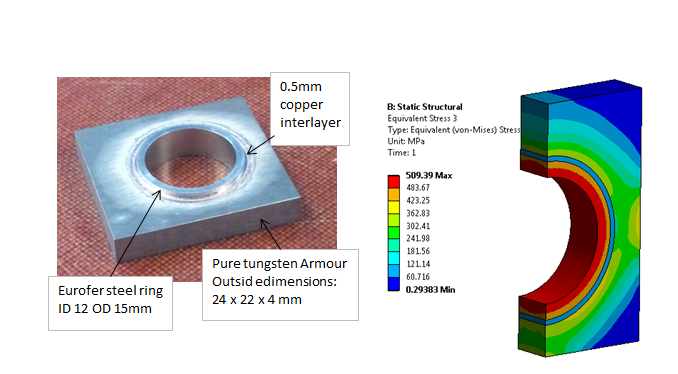 0.5mm
copper
interlayer
Eurofer steel ring
ID 12 OD 15mm
Pure tungsten Armour
Outsid edimensions:
24 x 22 x 4 mm
B: Static Structural
Equivalent Stress 3
Type: Equivalent (von-Mises) Stress
Unit: MPa
Time: 1
509.39 Max
483.67
423.25
362.83
302.41
241.98
181.56
121.14
60.716
0.29383 Min